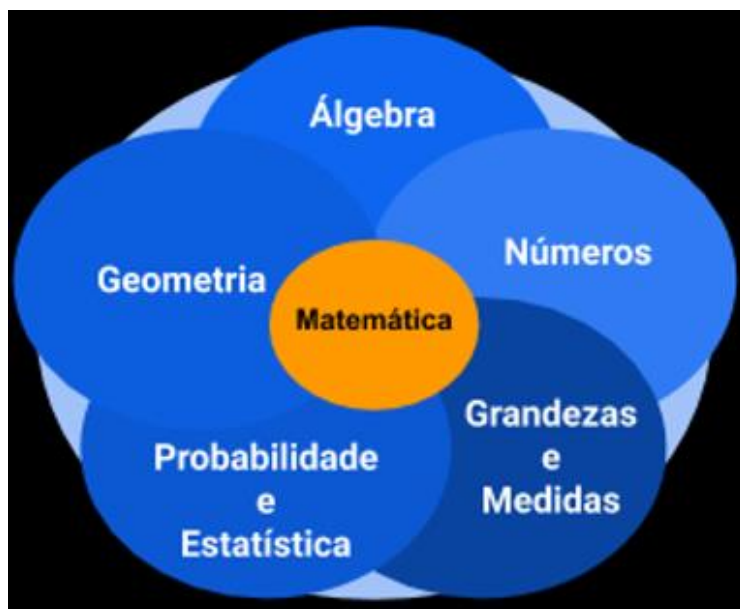 Álgebra
Números
Geometria
Matemática
Grandezas
e
Medidas
Probabilidade
e
Estatística